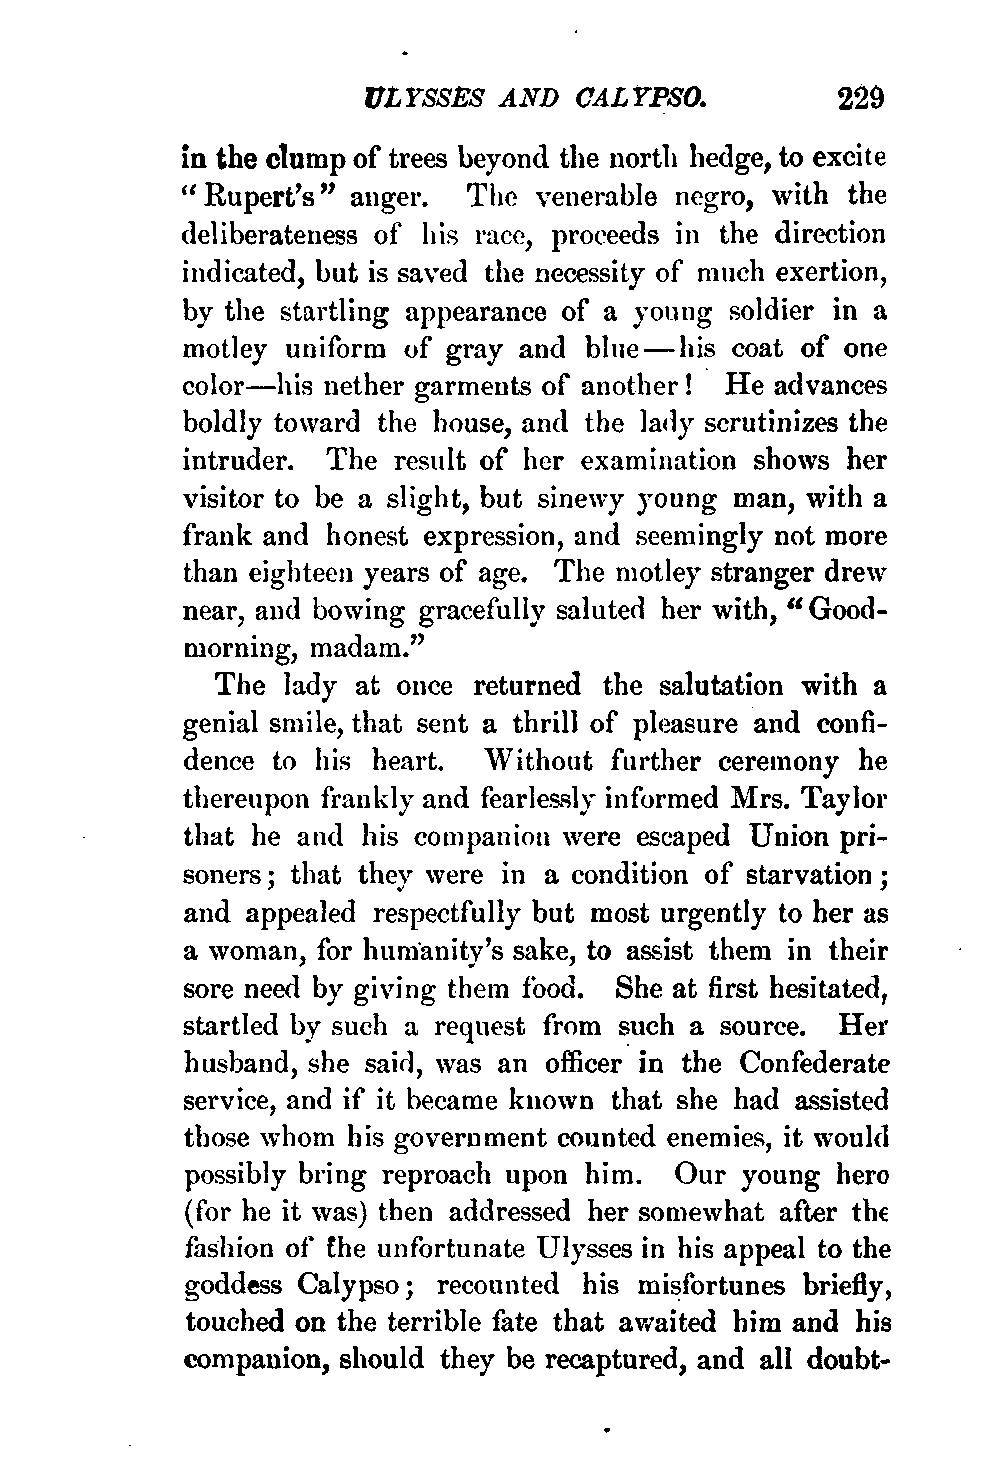 ULYSSES AND CALYPSO. 229
in the clump of trees beyond the north hedge, to excite
"Rupert's" anger. The venerable negro, with the
deliberateness of his race, proceeds in the direction
indicated, but is saved the necessity of much exertion,
by the startling appearance of a young soldier in a
motley uniform of gray and blue—his coat of one
color—his nether garments of another! He advances
boldly toward the house, and the lady scrutinizes the
intruder. The result of her examination shows her
visitor to be a slight, but sinewy young man, with a
frank and honest expression, and seemingly not more
than eighteen years of age. The motley stranger drew
near, and bowing gracefully saluted her with, "Good-
morning, madam."
The lady at once returned the salutation with a
genial smile, that sent a thrill of pleasure and confi-
dence to his heart. Without further ceremony he
thereupon frankly and fearlessly informed Mrs. Taylor
that he and his companion were escaped Union pri-
soners; that they were in a condition of starvation;
and appealed respectfully but most urgently to her as
a woman, for humanity's sake, to assist them in their
sore need by giving them food. She at first hesitated,
startled by such a request from such a source. Her
husband, she said, was an officer in the Confederate
service, and if it became known that she had assisted
those whom his government counted enemies, it would
possibly bring reproach upon him. Our young hero
(for he it was) then addressed her somewhat after the
fashion of the unfortunate Ulysses in his appeal to the
goddess Calypso; recounted his misfortunes briefly,
touched on the terrible fate that awaited him and his
companion, should they be recaptured, and all doubt-